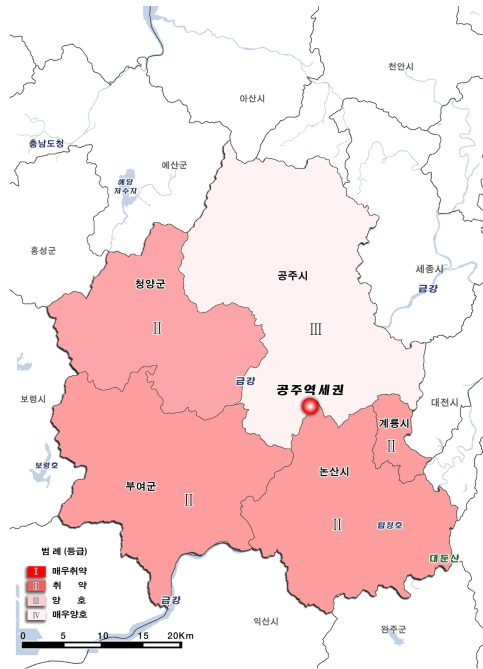 천안시
아산시
충남도청
예산군
예당
저수지
홍성군
공주시
세종시
청양군
금강
Ⅱ
Ⅲ
금강
공주역세권
보령시
대전시
계룡시
Ⅱ
논산시
보령호
부여군
Ⅱ
Ⅱ
탑정호
대둔산
범 례 (등급)
Ⅰ 매우취약
Ⅱ 취 약
Ⅲ 양 호
Ⅳ 매우양호
금강
익산시
완주군
0 5 10 15 20Km